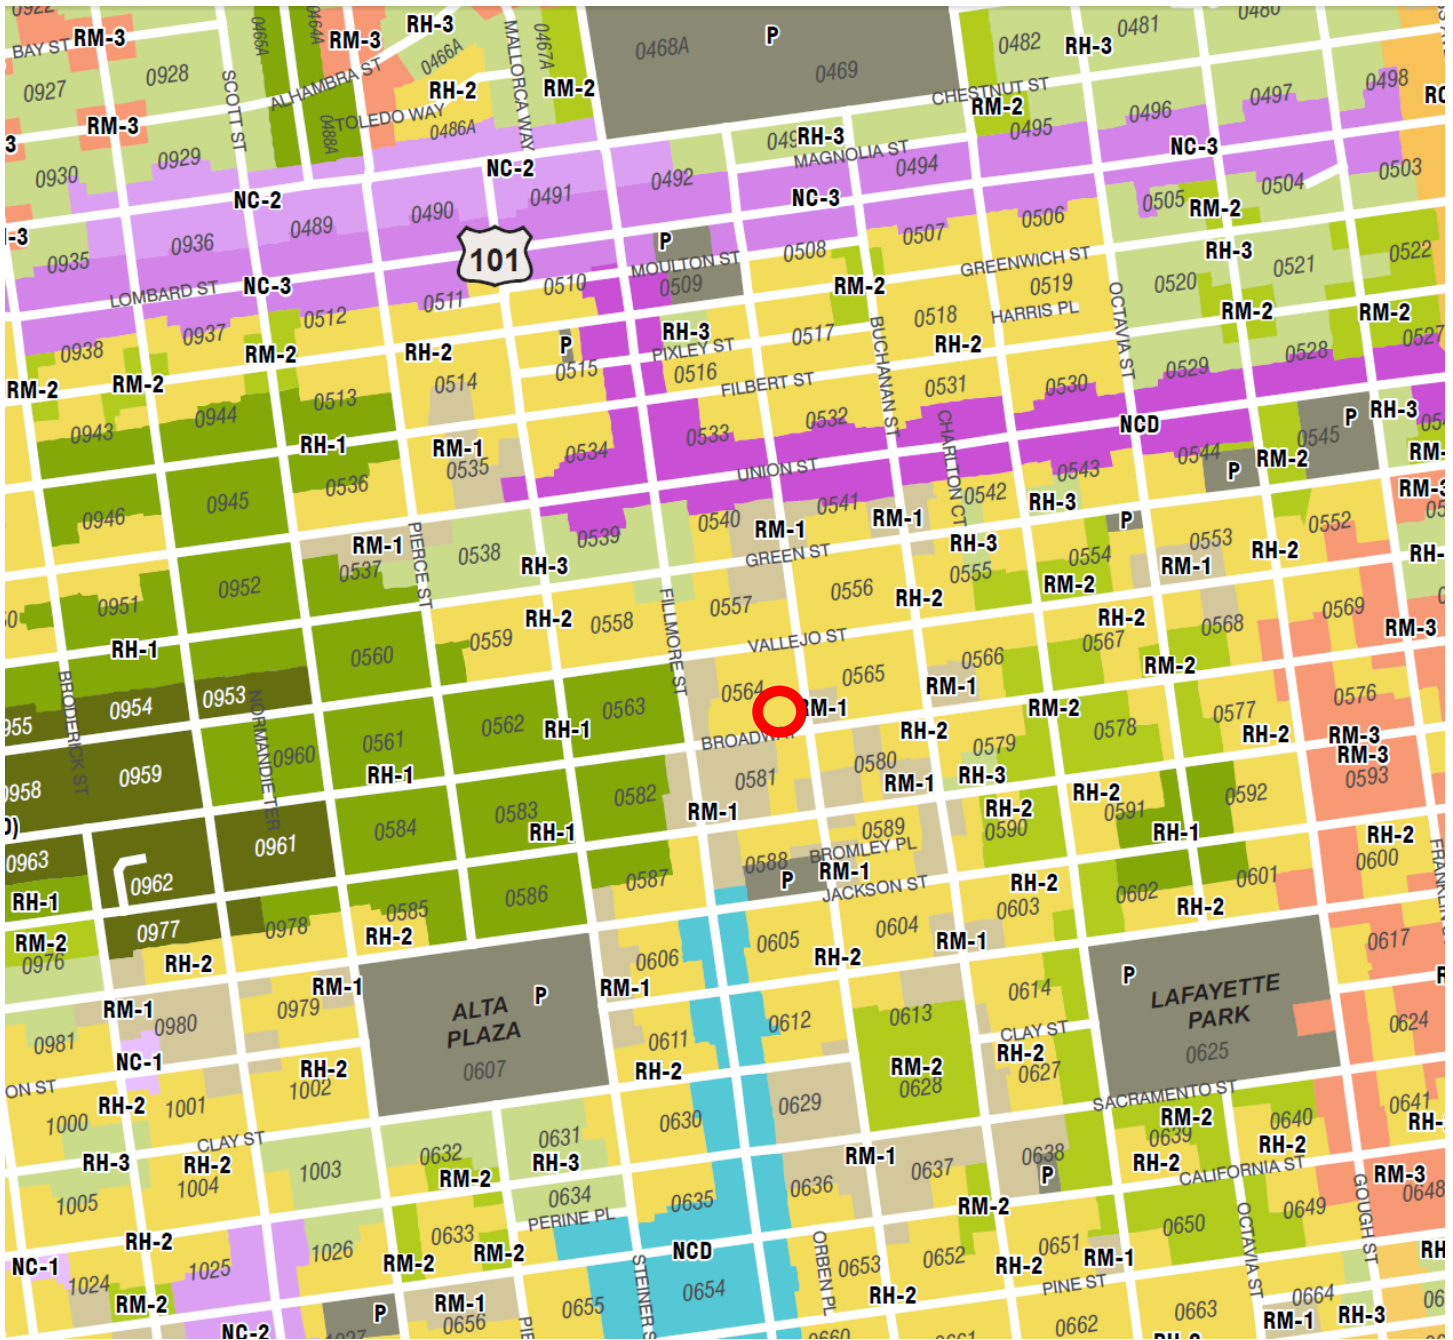 0922
BAY ST
RM-3
0928
0927
RM-3
SCOTT ST
0465A
0464A
RM-3
ALHAMBRA ST
RH-3
0466A
RH-2
TOLEDO WAY
0486A
0488A
MALLORCA WAY
0467A
RM-2
0468A
P
0469
0482
RH-3
0481
0480
CHESTNUT ST
RM-2
0495
0496
0497
0498
0930
0929
NC-2
0489
0490
NC-2
0491
0492
RH-3
MAGNOLIA ST
0494
NC-3
NC-3
0503
0504
0505
RM-2
0935
0936
LOMBARD ST
NC-3
101
P
MOULTON ST
0509
0508
0507
0506
GREENWICH ST
0519
HARRIS PL
RH-3
0520
0521
0522
OCTAVIA ST
RM-2
RM-2
0938
0937
0512
0511
0510
RM-2
0518
BUCHANAN ST
RH-2
RM-2
RM-2
RM-2
RH-2
P
RH-3
PIXLEY ST
0517
0516
0515
0514
FILBERT ST
0531
0530
0529
0528
0527
0943
0944
0513
RH-1
RM-1
0535
0534
0533
0532
UNION ST
CHARLTON CT
NCD
0544
P
RM-2
0545
P
RH-3
0946
0945
0536
PIERCE ST
0538
0539
0540
RM-1
0541
RM-1
0542
0543
RH-3
P
0552
0553
RH-2
RM-1
RM-1
0537
RH-3
GREEN ST
RH-3
0555
0554
RM-2
0951
0952
RH-1
0560
0559
RH-2
0558
FILLMORE ST
0557
0556
RH-2
VALLEJO ST
RH-2
0567
0568
0569
RM-3
BRODERICK ST
0954
0953
NORMANDIE TER
0562
0563
0564
RM-1
0565
0566
RM-1
RM-2
RM-2
0576
0577
0578
RH-2
RM-3
RM-3
0593
0959
0960
0561
RH-1
RH-1
BROADWAY
0581
0580
RH-2
RM-1
0579
RH-3
0963
0961
0584
0583
RH-1
0582
RM-1
0589
BROMLEY PL
0590
RH-2
RH-2
0591
RH-1
0592
RH-2
0600
RH-1
0962
0977
0978
0585
0586
0587
0588
P
RM-1
JACKSON ST
RH-2
0603
0602
0601
RH-2
RM-2
0976
RH-2
RH-2
0606
0605
RH-2
0604
RM-1
0617
RM-1
0980
0979
RM-1
ALTA
PLAZA
P
0607
RM-1
0611
0612
0613
0614
P
LAFAYETTE
PARK
0625
0624
0981
NC-1
RH-2
1002
RH-2
RM-2
0628
CLAY ST
RH-2
0627
1000
RH-2
1001
CLAY ST
0632
0631
0630
0629
SACRAMENTO ST
RM-2
0639
0640
0641
RH-3
RH-2
1004
1003
RM-2
RH-3
RM-1
0637
0638
P
RH-2
RH-2
CALIFORNIA ST
RM-3
0648
1005
0634
PERINE PL
0635
0636
RM-2
0650
0649
OCTAVIA ST
GOUGH ST
RH-2
1026
0633
RM-2
RM-2
NCD
ORBEN PL
0653
0652
RH-2
0651
RM-1
NC-1
1024
1025
RM-2
NC-2
P
RM-1
0656
0655
0654
RH-2
PINE ST
0662
0663
0664
RM-1
RH-3